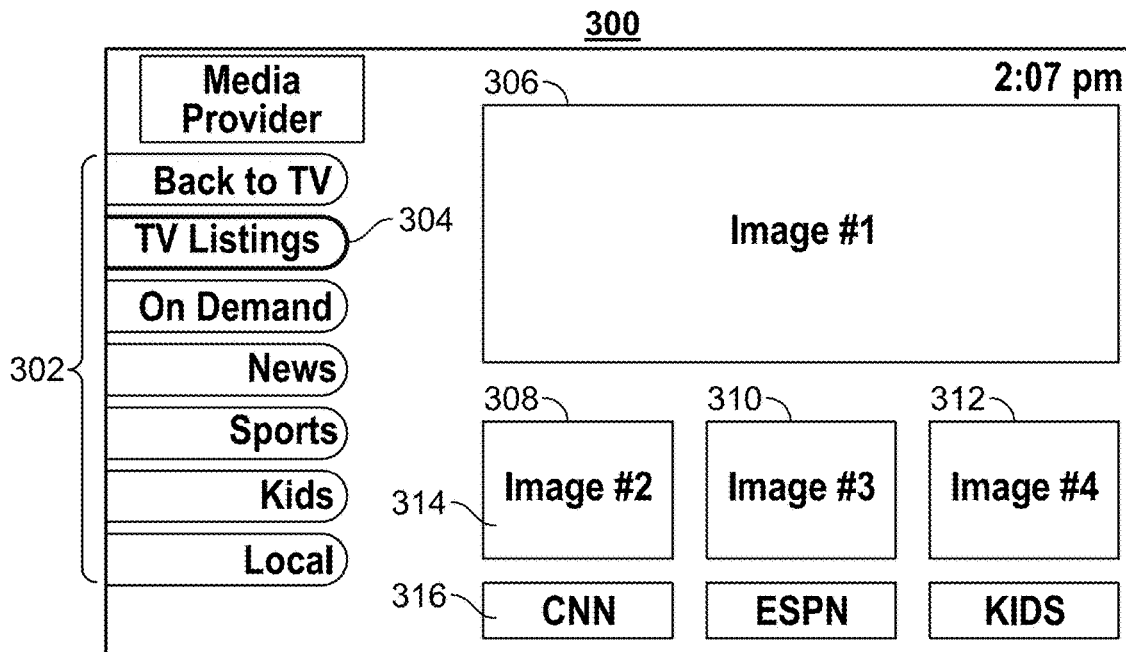 300
Media
Provider
2:07 pm
306
Back to TV
TV Listings
304
Image #1
On Demand
302
News
Sports
Kids
Local
308
310
312
Image #2
Image #3
Image #4
314
316
CNN
ESPN
KIDS